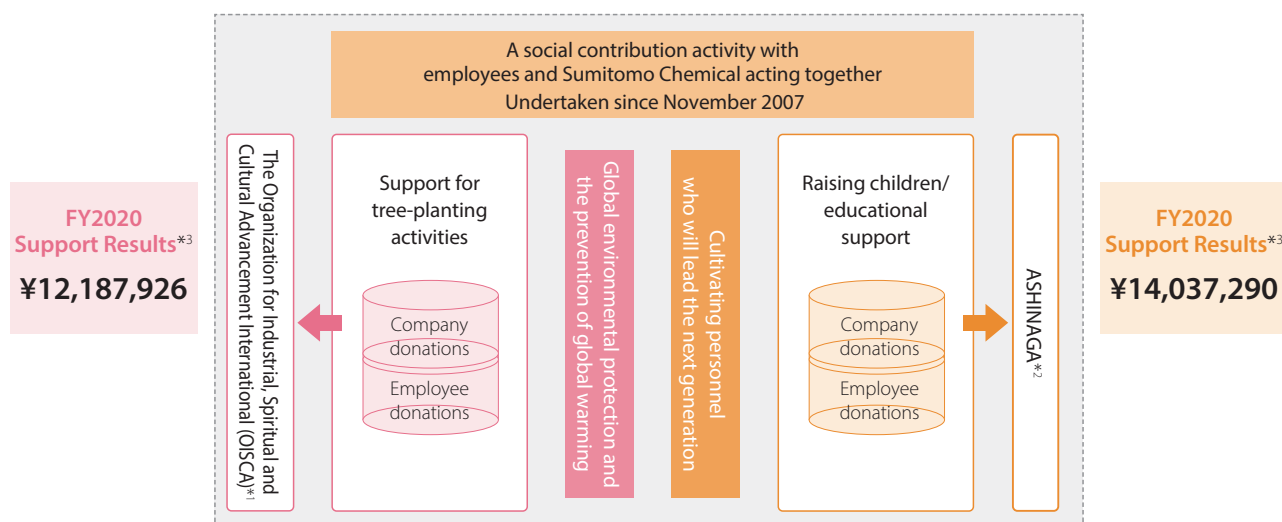 A social contribution activity with
employees and Sumitomo Chemical acting together
Undertaken since November 2007
FY2020
Support Results*3
¥12,187,926
The Organization for Industrial, Spiritual and
Cultural Advancement International (OISCA)*1
Support for
tree-planting
activities
Company
donations
Employee
donations
Global environmental protection and
the prevention of global warming
Cultivating personnel
who will lead the next generation
Raising children/
educational
support
Company
donations
Employee
donations
ASHINAGA*2
FY2020
Support Results*3
¥14,037,290